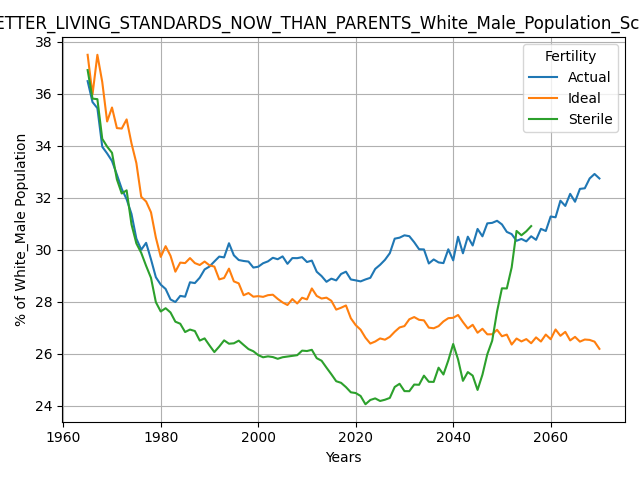 ETTER_LIVING_STANDARDS_NOW_THAN_PARENTS_White_Male_Population_Sc
38
36
34
32
30
28
26
24
% of White_Male Population
Fertility
Actual
Ideal
Sterile
1960
1980
2000
2020
2040
2060
Years